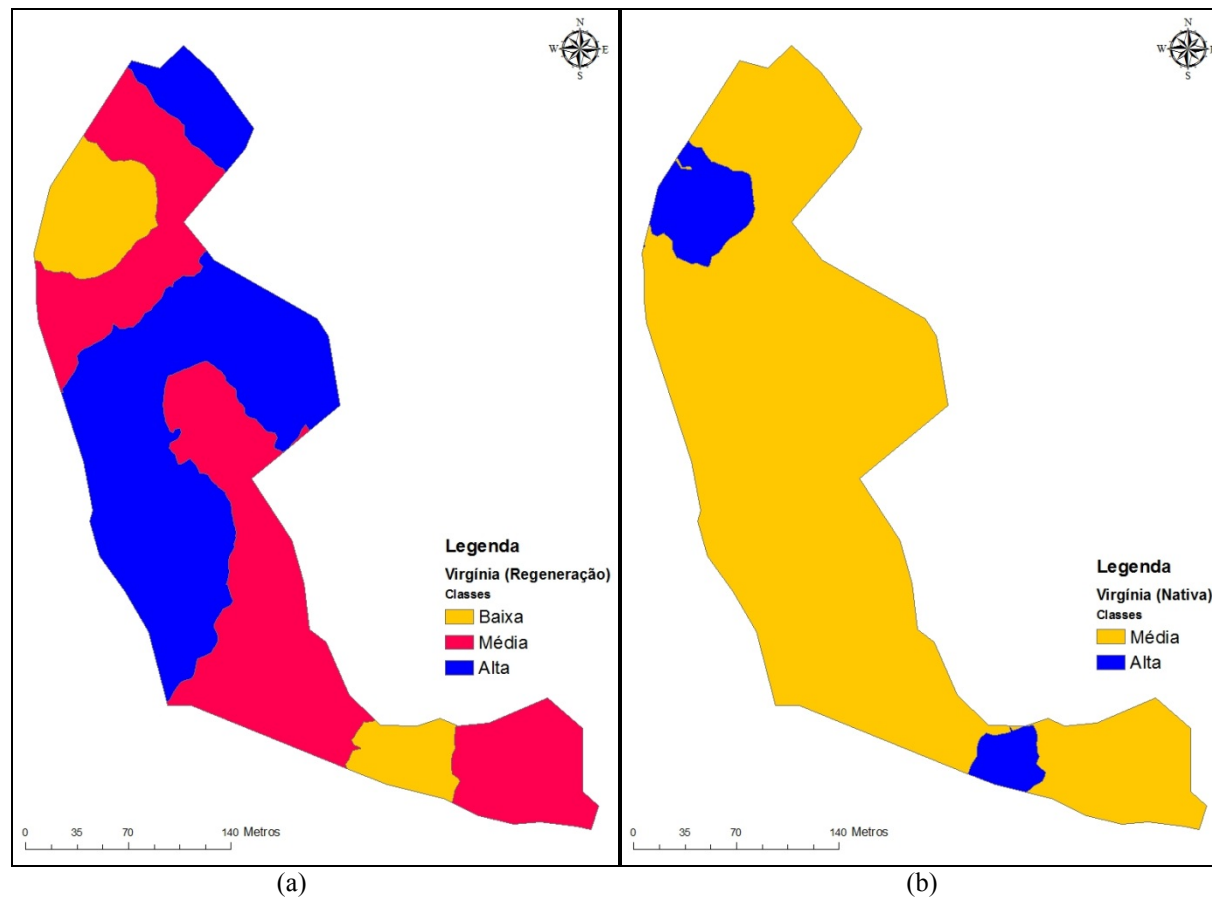 N
W E
S
Legenda
Virgínia (Regeneração)
Classes
Baixa
Média
Alta
0 35 70 140 Metros
(a)
N
W
S
Legenda
Virgínia (Nativa)
Classes
Média
Alta
0 35 70 140 Metros
(b)